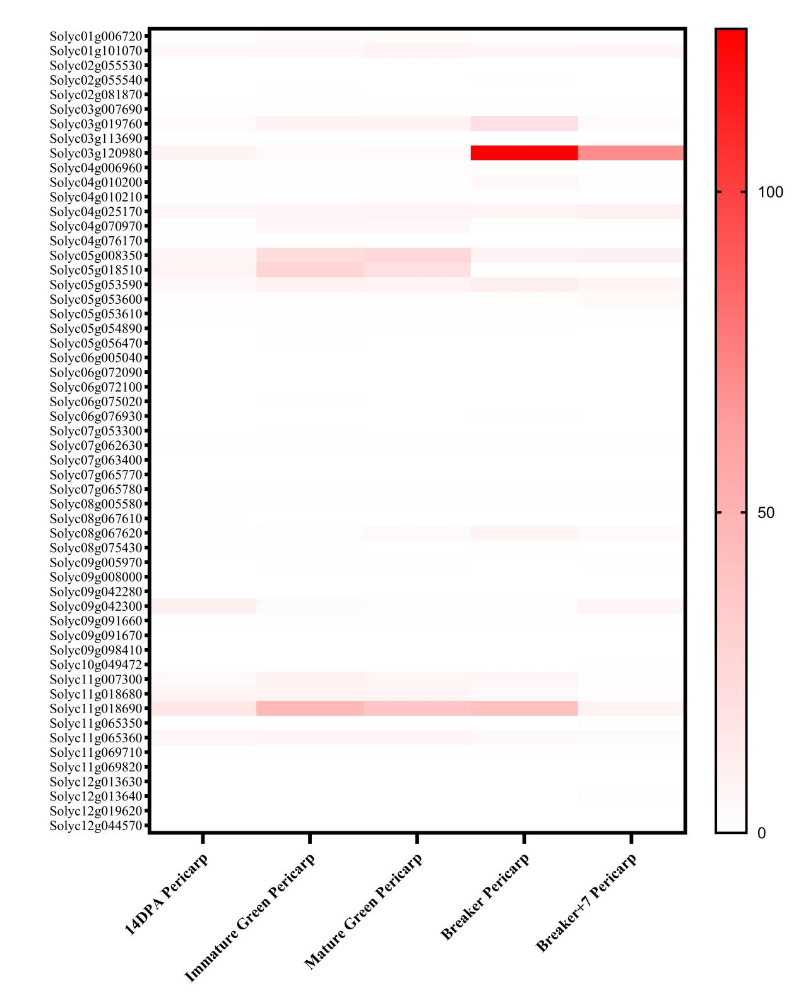 Solyc01g006720
Solyc01g101070
Solyc02g055530
Solyc02g055540
Solyc02g081870
Solyc03g007690
Solyc03g019760
Solyc03g113690
Solyc03g120980
Solyc04g006960
Solyc04g010200
Solyc04g010210
Solyc04g025170
Solyc04g070970
Solyc04g076170
Solyc05g008350
Solyc05g018510
Solyc05g053590
Solyc05g053600
Solyc05g053610
Solyc05g054890
Solyc05g056470
Solyc06g005040
Solyc06g072090
Solyc06g072100
Solyc06g075020
Solyc06g076930
Solyc07g053300
Solyc07g062630
Solyc07g063400
Solyc07g065770
Solyc07g065780
Solyc08g005580
Solyc08g067610
Solyc08g067620
Solyc08g075430
Solyc09g005970
Solyc09g008000
Solyc09g042280
Solyc09g042300
Solyc09g091660
Solyc09g091670
Solyc09g098410
Solyc10g049472
Solyc11g007300
Solyc11g018680
Solyc11g018690
Solyc11g065350
Solyc11g065360
Solyc11g069710
Solyc11g069820
Solyc12g013630
Solyc12g013640
Solyc12g019620
Solyc12g044570
14DPA Pericarp
Immature Green Pericarp
Mature Green Pericarp
Breaker Pericarp
Breaker+7 Pericarp
100
50
0